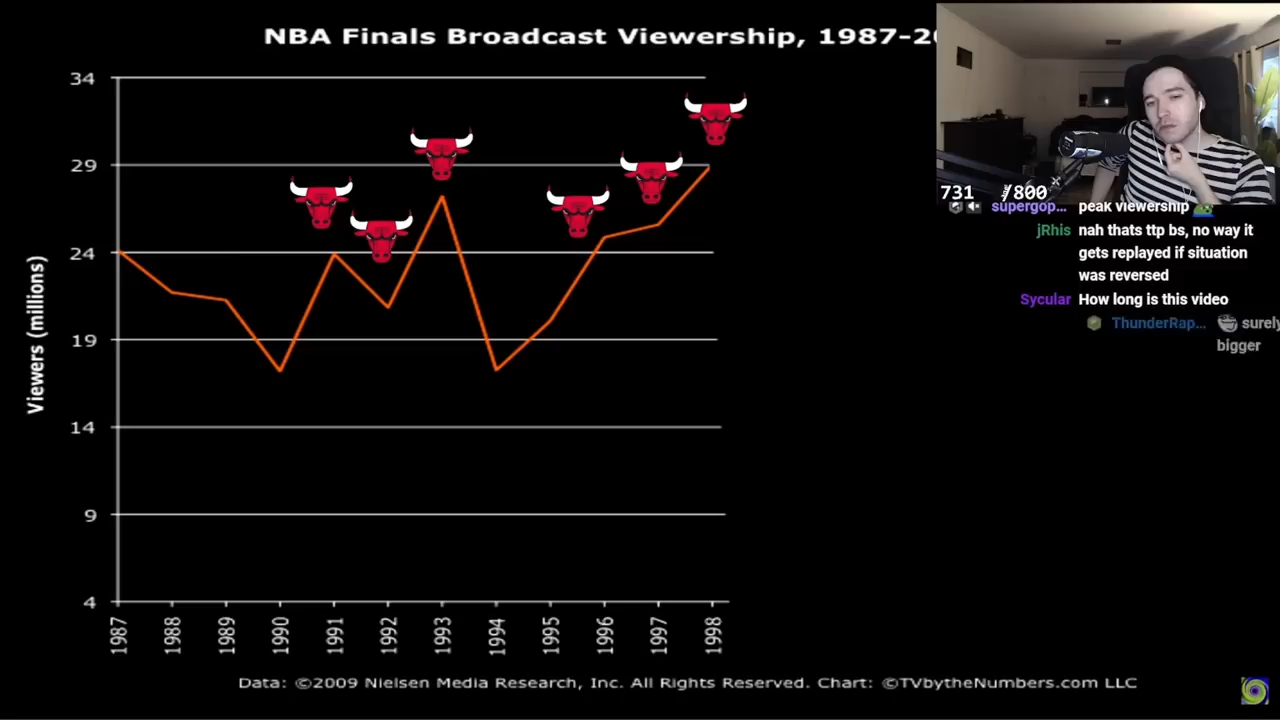 NBA Finals Broadcast Viewership, 1987-20
34
29
24
19
14
9
4
Viewers (millions)
1987
1988
1989
1990
1991
1992
1993
1994
1995
1996
1997
1998
Data: ©2009 Nielsen Media Research, Inc. All Rights Reserved. Chart: ©TVbytheNumbers.com LLC
731 /800
supergop... peak viewership
jRhis nah thats ttp bs, no way it
gets replayed if situation
was reversed
Sycular How long is this video
ThunderRap... surely
bigger